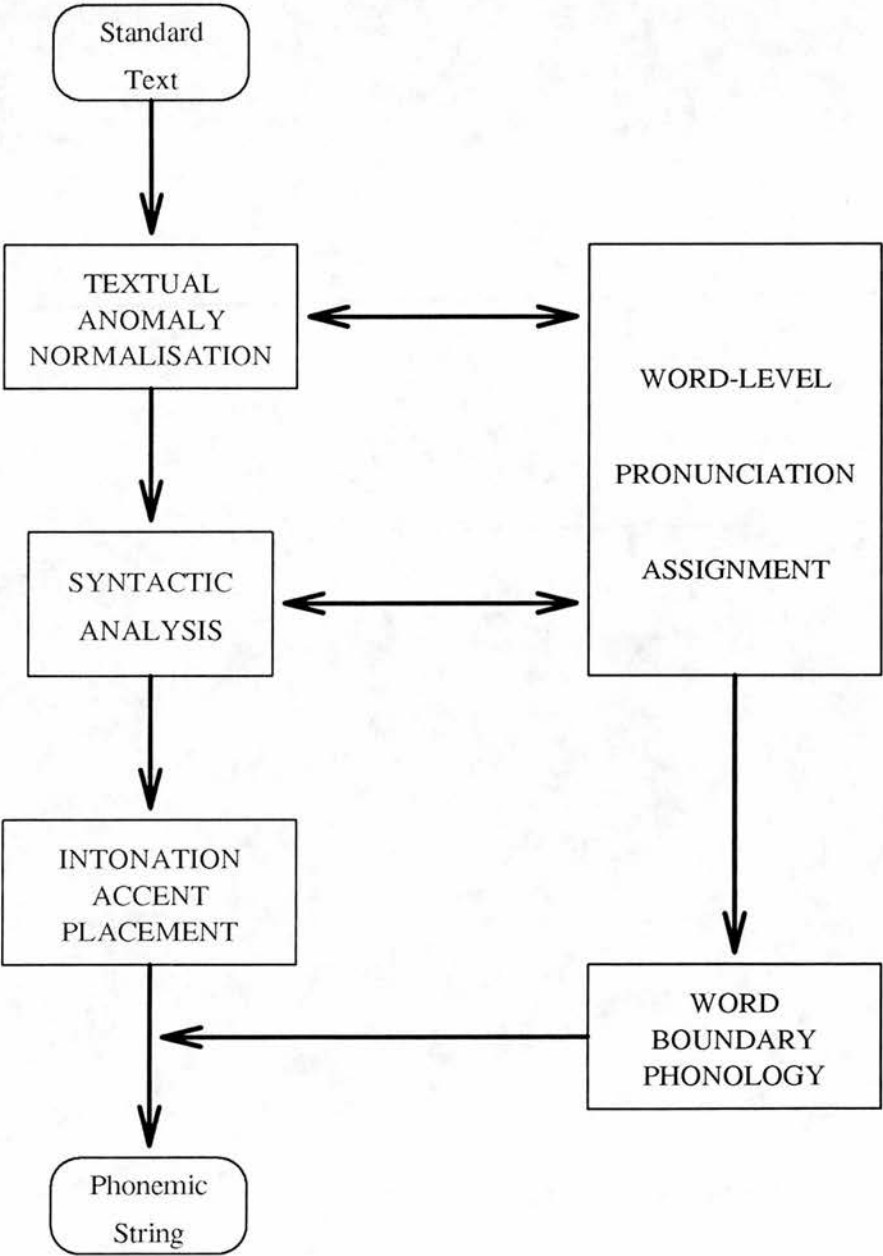 Standard
Text
TEXTUAL
ANOMALY
NORMALISATION
WORD-LEVEL
PRONUNCIATION
ASSIGNMENT
SYNTACTIC
ANALYSIS
INTONATION
ACCENT
PLACEMENT
WORD
BOUNDARY
PHONOLOGY
Phonemic
String